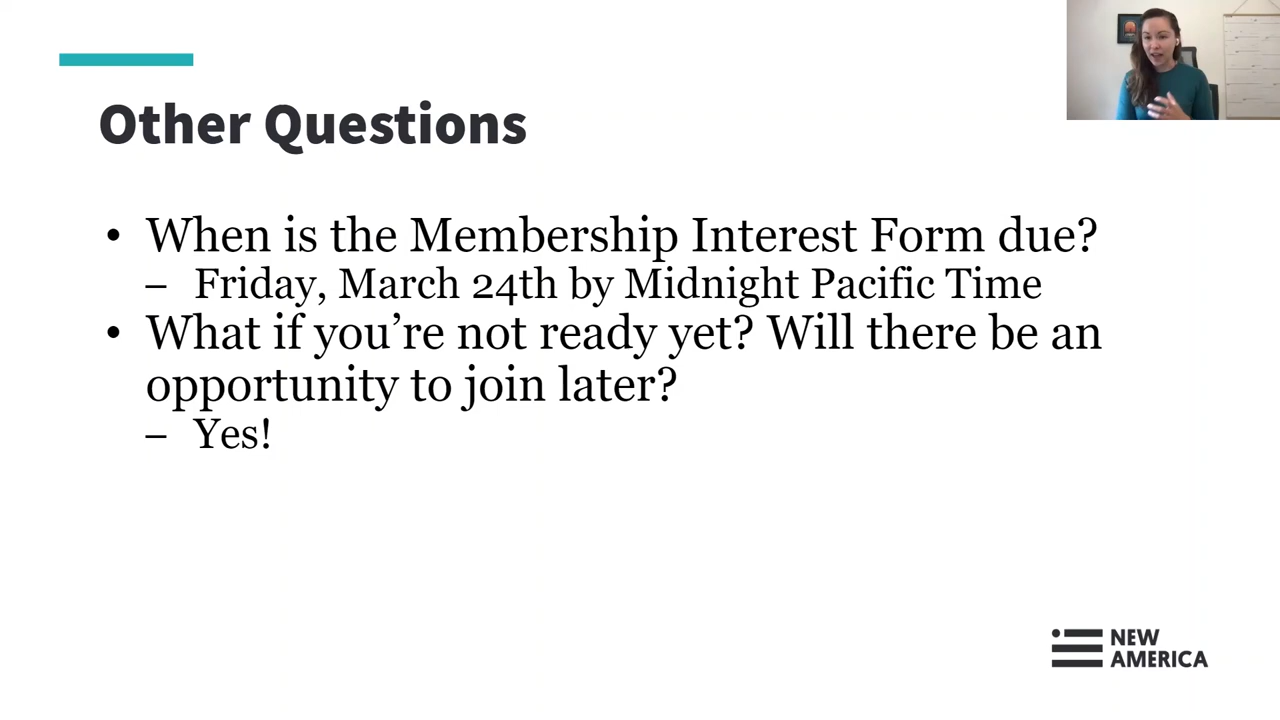 Other Questions
• When is the Membership Interest Form due?
– Friday, March 24th by Midnight Pacific Time
• What if you’re not ready yet? Will there be an
opportunity to join later?
– Yes!
NEW
AMERICA